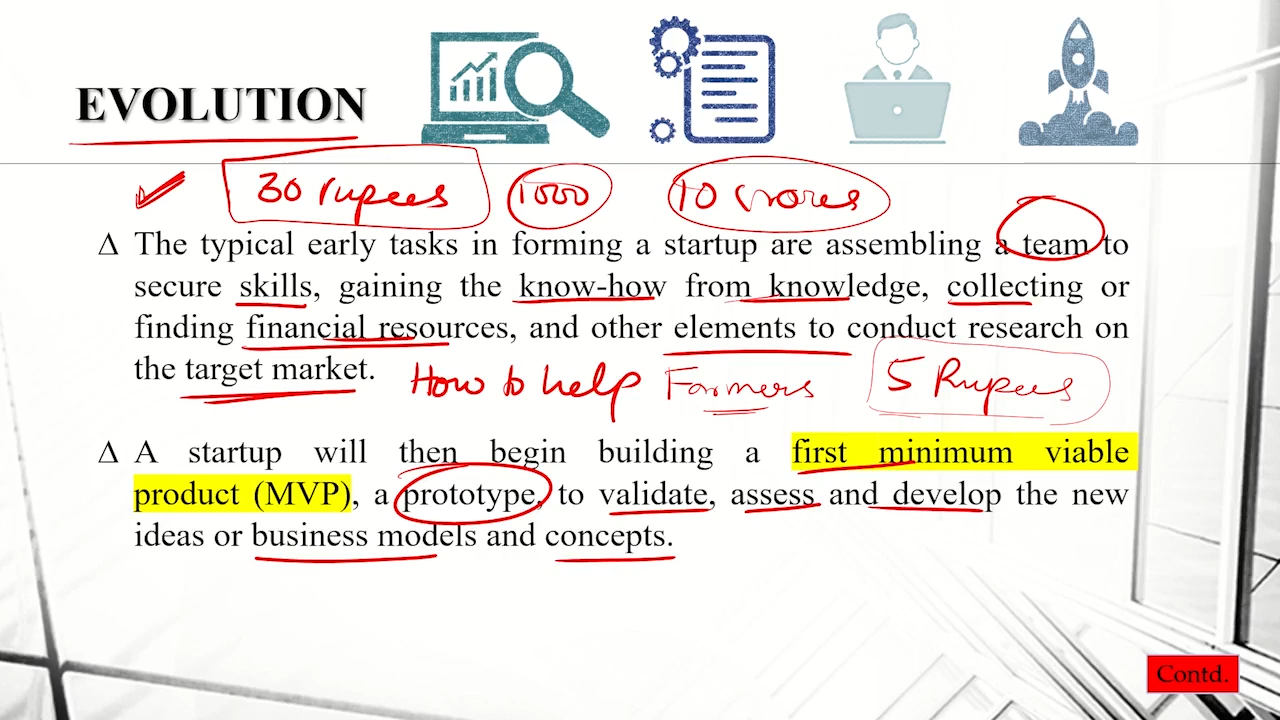 EVOLUTION
30 rupees 1000 10 crores
∆ The typical early tasks in forming a startup are assembling a team to
secure skills, gaining the know-how from knowledge, collecting or
finding financial resources, and other elements to conduct research on
the target market.
How to help Farmers 5 Rupees
∆ A startup will then begin building a first minimum viable
product (MVP), a prototype, to validate, assess and develop the new
ideas or business models and concepts.
Contd.